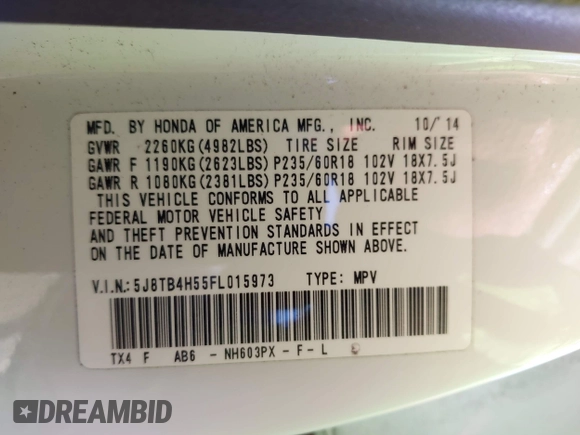 MFD. BY HONDA OF AMERICA MFG., INC. 10/14
GVWR 2260KG(4982LBS) TIRE SIZE RIM SIZE
GAWR F 1190KG(2623LBS)P235/60R18 102V 18X7.5J
GAWR R 1080KG(2381LBS)P235/60R18 102V 18X7.5J
THIS VEHICLE CONFORMS TO ALL APPLICABLE
FEDERAL MOTOR VEHICLE SAFETY
AND THEFT PREVENTION STANDARDS IN EFFECT
ON THE DATE OF MANUFACTURE SHOWN ABOVE.
V.I.N.:5J8TB4H55FL015973 TYPE: MPV
TX4 F AB6 - NH603PX - F-L
DREAMBID